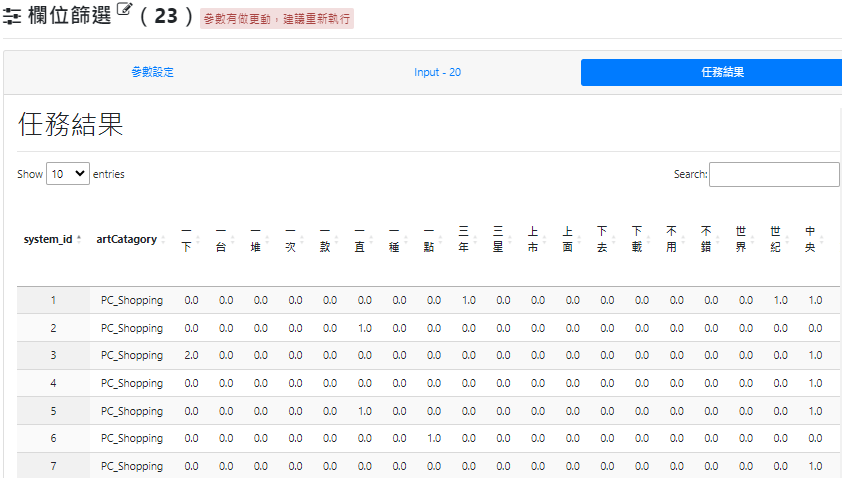 欄位篩選 ( 23 ) 參數有做更動，建議重新執行
參數設定 Input - 20 任務結果
任務結果
Show 10 entries Search:
system_id artCatagory 一下 一台 一堆 一次 一款 一直 一種 一點 三年 三星 上市 上面 下去 下載 不用 不錯 世界 世紀 中央
1 PC_Shopping 0.0 0.0 0.0 0.0 0.0 0.0 0.0 0.0 1.0 0.0 0.0 0.0 0.0 0.0 0.0 0.0 0.0 1.0 1.0
2 PC_Shopping 0.0 0.0 0.0 0.0 0.0 1.0 0.0 0.0 0.0 0.0 0.0 0.0 0.0 0.0 0.0 0.0 0.0 0.0 0.0
3 PC_Shopping 2.0 0.0 0.0 0.0 0.0 0.0 0.0 0.0 0.0 0.0 0.0 0.0 0.0 0.0 0.0 0.0 0.0 0.0 1.0
4 PC_Shopping 0.0 0.0 0.0 0.0 0.0 0.0 0.0 0.0 0.0 0.0 0.0 0.0 0.0 0.0 0.0 0.0 0.0 0.0 1.0
5 PC_Shopping 0.0 0.0 0.0 0.0 0.0 1.0 0.0 0.0 0.0 0.0 0.0 0.0 0.0 0.0 0.0 0.0 0.0 0.0 1.0
6 PC_Shopping 0.0 0.0 0.0 0.0 0.0 0.0 0.0 1.0 0.0 0.0 0.0 0.0 0.0 0.0 0.0 0.0 0.0 0.0 0.0
7 PC_Shopping 0.0 0.0 0.0 0.0 0.0 0.0 0.0 0.0 0.0 0.0 0.0 0.0 0.0 0.0 0.0 0.0 0.0 0.0 1.0